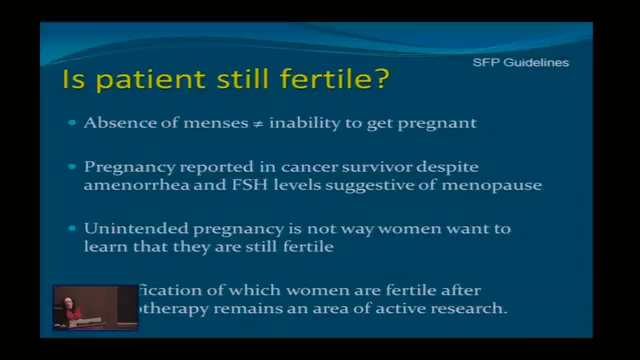 SFP Guidelines
Is patient still fertile?
Absence of menses ≠ inability to get pregnant
Pregnancy reported in cancer survivor despite
amenorrhea and FSH levels suggestive of menopause
Unintended pregnancy is not way women want to
learn that they are still fertile
of which women are fertile after
remains an area of active research.